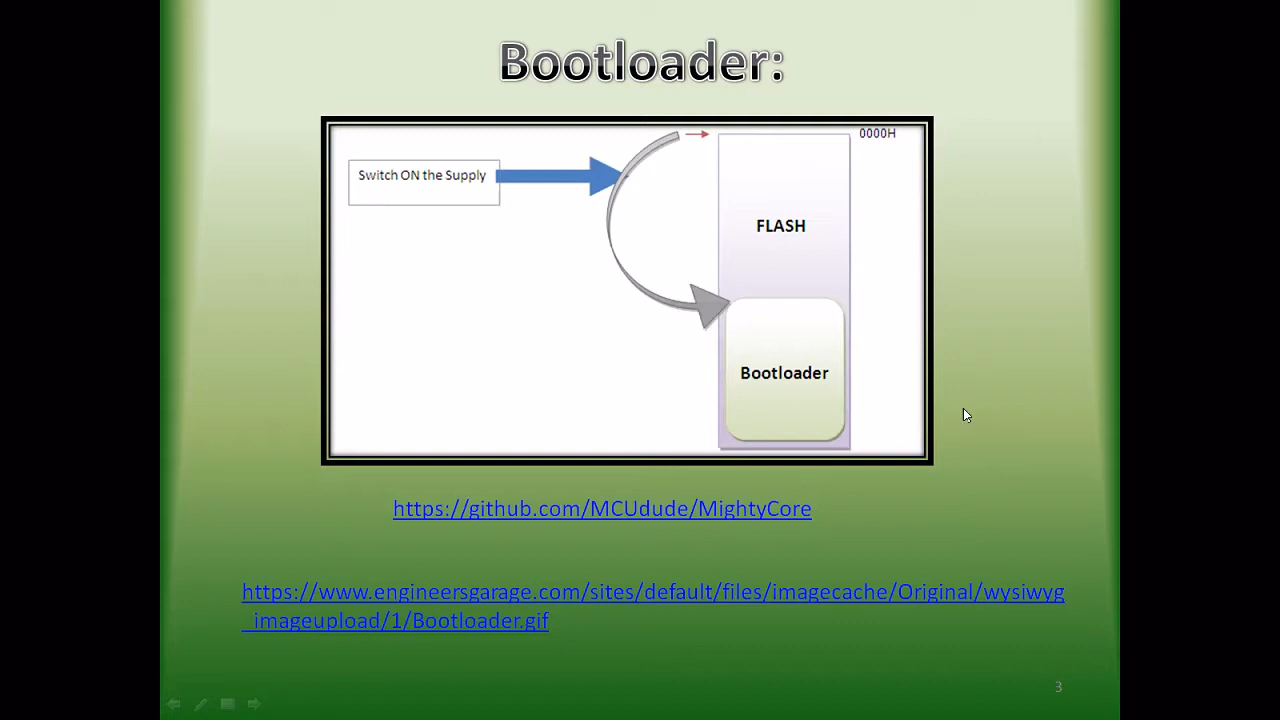 Bootloader:
0000H
Switch ON the Supply
FLASH
Bootloader
https://github.com/MCUdude/MightyCore
https://www.engineersgarage.com/sites/default/files/imagecache/Original/wysiwyg
_imageupload/1/Bootloader.gif
3